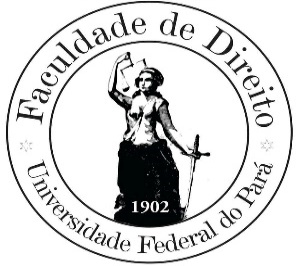 Faculdade de Direito
1902
Universidade Federal do Pará